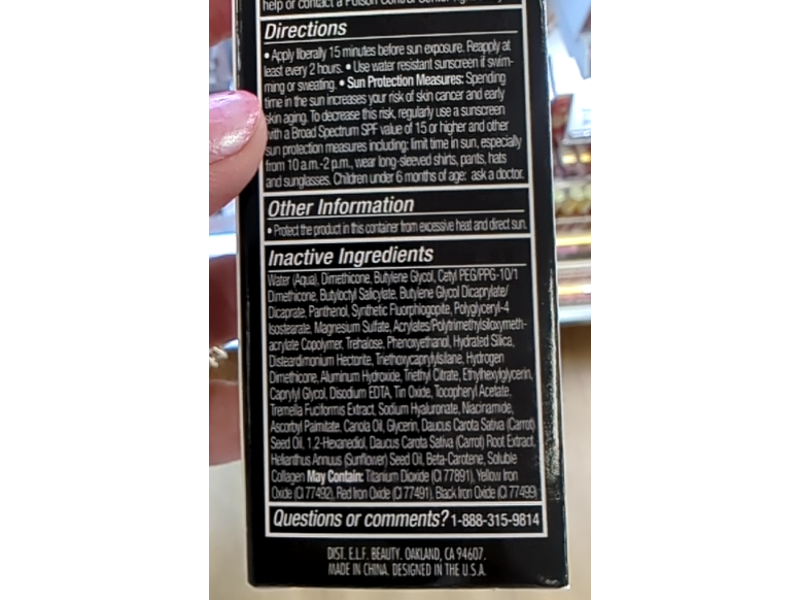 help or contact a Poison Control Center right
Directions
• Apply liberally 15 minutes before sun exposure. Reapply at
least every 2 hours. • Use water resistant sunscreen if swim-
ming or sweating. • Sun Protection Measures: Spending
time in the sun increases your risk of skin cancer and early
skin aging. To decrease this risk, regularly use a sunscreen
with a Broad Spectrum SPF value of 15 or higher and other
sun protection measures including: limit time in sun, especially
from 10 a.m.-2 p.m., wear long-sleeved shirts, pants, hats
and sunglasses. Children under 6 months of age: ask a doctor.
Other Information
• Protect the product in this container from excessive heat and direct sun.
Inactive Ingredients
Water (Aqua), Dimethicone, Butylene Glycol, Cetyl PEG/PPG-10/1
Dimethicone, Butyloctyl Salicylate, Butylene Glycol Dicaprylate/
Dicaprate, Panthenol, Synthetic Fluorphlogopite, Polyglyceryl-4
Isostearate, Magnesium Sulfate, Acrylates/Polytrimethylsiloxymeth-
acrylate Copolymer, Trehalose, Phenoxyethanol, Hydrated Silica,
Disteardimonium Hectorite, Triethoxycaprylylsilane, Hydrogen
Dimethicone, Aluminum Hydroxide, Triethyl Citrate, Ethylhexylglycerin,
Caprylyl Glycol, Disodium EDTA, Tin Oxide, Tocopheryl Acetate,
Tremella Fuciformis Extract, Sodium Hyaluronate, Niacinamide,
Ascorbyl Palmitate, Canola Oil, Glycerin, Daucus Carota Sativa (Carrot)
Seed Oil, 1,2-Hexanediol, Daucus Carota Sativa (Carrot) Root Extract,
Helianthus Annuus (Sunflower) Seed Oil, Beta-Carotene, Soluble
Collagen May Contain: Titanium Dioxide (CI 77891), Yellow Iron
Oxide (CI 77492), Red Iron Oxide (CI 77491), Black Iron Oxide (CI 77499)
Questions or comments? 1-888-315-9814
DIST. E.L.F. BEAUTY. OAKLAND, CA 94607.
MADE IN CHINA. DESIGNED IN THE U.S.A.